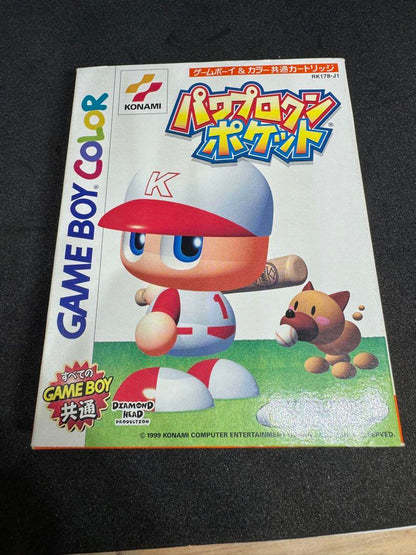 ゲームボーイ&カラー共通カートリッジ
RK178-J1
KONAMI
パワプロクン
ポケット
GAME BOY COLOR
K
1
すべての
GAME BOY
共通
DIAMOND
HEAD
PRODUCTION
© 1999 KONAMI COMPUTER ENTERTAINMENT